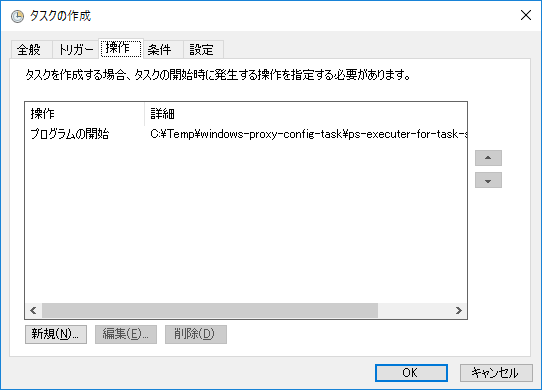 タスクの作成
全般 トリガー 操作 条件 設定
タスクを作成する場合、タスクの開始時に発生する操作を指定する必要があります。
操作 詳細
プログラムの開始 C:¥Temp¥windows-proxy-config-task¥ps-executer-for-task-s
新規(N)... 編集(E)... 削除(D)
OK キャンセル